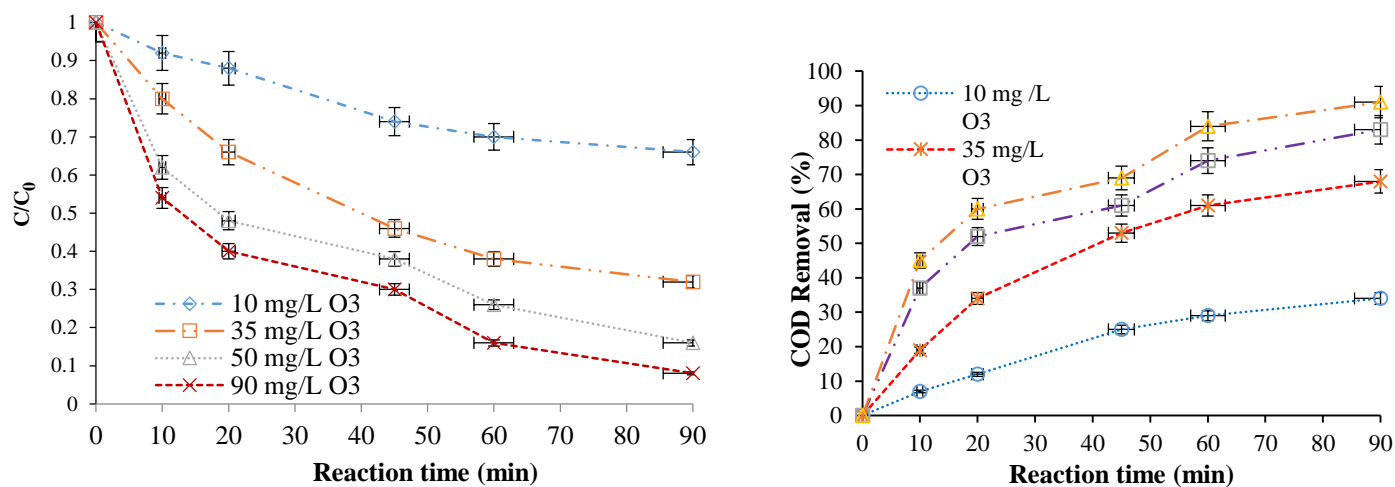 1
0.9
0.8
0.7
0.6
0.5
0.4
0.3
0.2
0.1
0
C/C0
10 mg/L O3
35 mg/L O3
50 mg/L O3
90 mg/L O3
0 10 20 30 40 50 60 70 80 90
Reaction time (min)
100
90
80
70
60
50
40
30
20
10
0
COD Removal (%)
10 mg /L
O3
35 mg/L
O3
0 10 20 30 40 50 60 70 80 90
Reaction time (min)